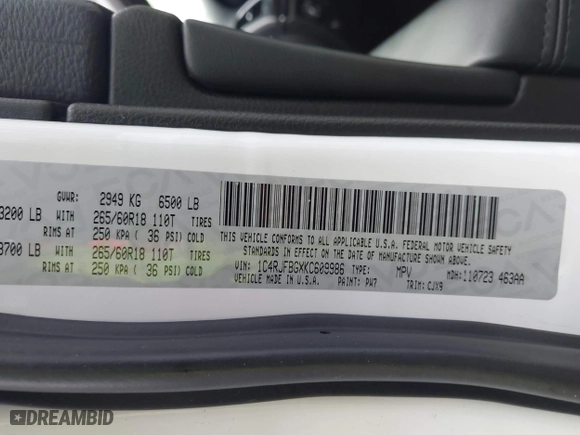 GVWR: 2949 KG 6500 LB
3200 LB WITH 265/60R18 110T TIRES
RIMS AT 250 KPA ( 36 PSI) COLD
3700 LB WITH 265/60R18 110T TIRES
RIMS AT 250 KPA ( 36 PSI) COLD
THIS VEHICLE CONFORMS TO ALL APPLICABLE U.S.A. FEDERAL MOTOR VEHICLE SAFETY
STANDARDS IN EFFECT ON THE DATE OF MANUFACTURE SHOWN ABOVE.
VIN: 1C4RJFBGXKC609986 TYPE: MPV MDH: 110723 463AA
VEHICLE MADE IN U.S.A. PAINT: PW7 TRIM: CJX9
DREAMBID